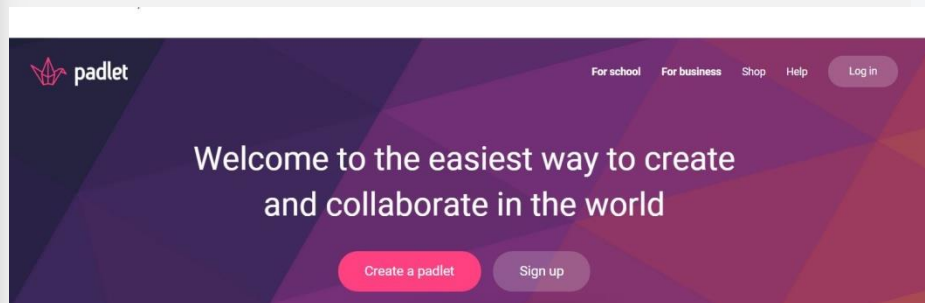 padlet
For school For business Shop Help Log in
Welcome to the easiest way to create
and collaborate in the world
Create a padlet Sign up